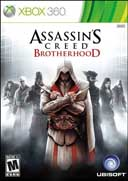 XBOX 360
ASSASSIN'S
CREED
BROTHERHOOD
M
UBISOFT